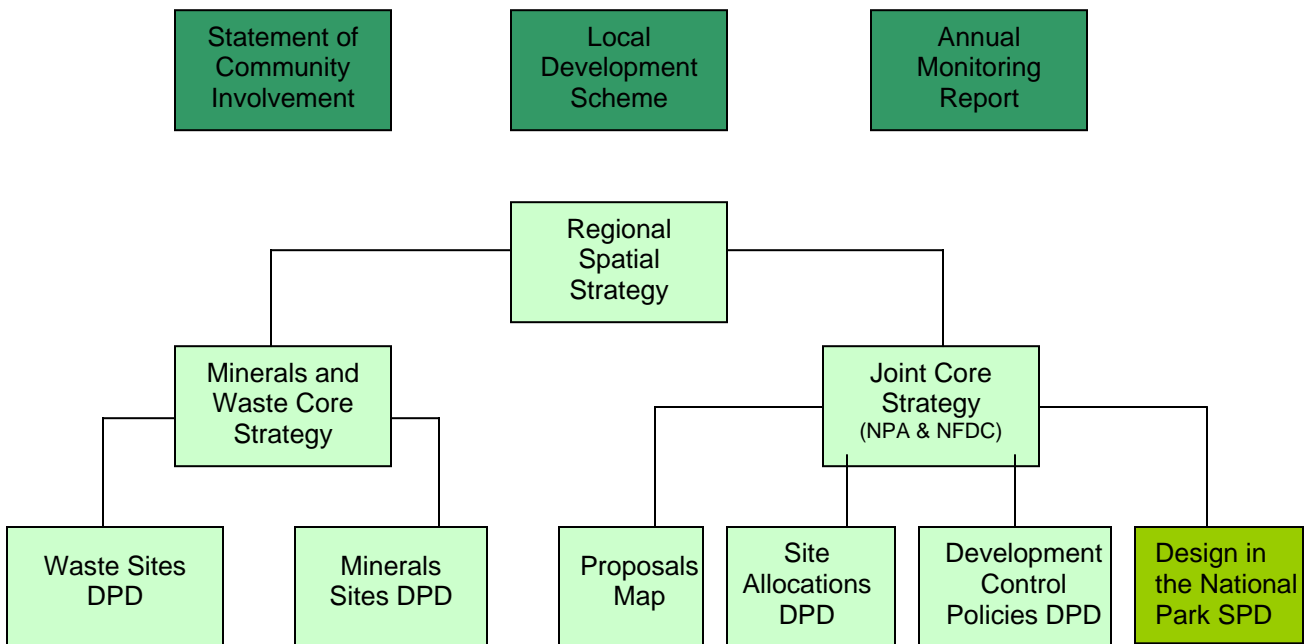 Statement of
Community
Involvement
Local
Development
Scheme
Annual
Monitoring
Report
Regional
Spatial
Strategy
Minerals and
Waste Core
Strategy
Joint Core
Strategy
(NPA & NFDC)
Waste Sites
DPD
Minerals
Sites DPD
Proposals
Map
Site
Allocations
DPD
Development
Control
Policies DPD
Design in
the National
Park SPD